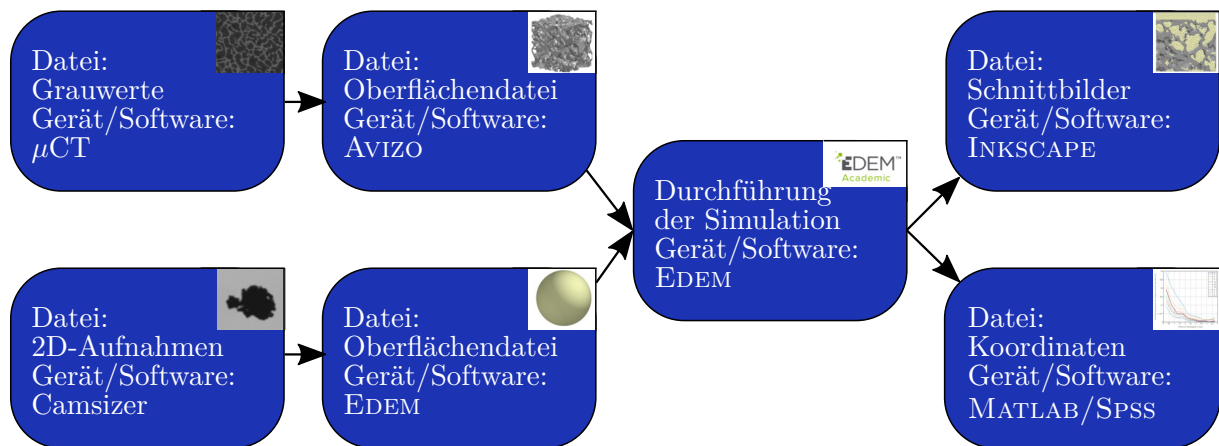 Datei:
Grauwerte
Gerät/Software:
μCT
Datei:
Oberflächendatei
Gerät/Software:
AVIZO
Datei:
2D-Aufnahmen
Gerät/Software:
Camsizer
Datei:
Oberflächendatei
Gerät/Software:
EDEM
EDEM™
Academic
Durchführung
der Simulation
Gerät/Software:
EDEM
Datei:
Schnittbilder
Gerät/Software:
INKSCAPE
Datei:
Koordinaten
Gerät/Software:
MATLAB/SPSS